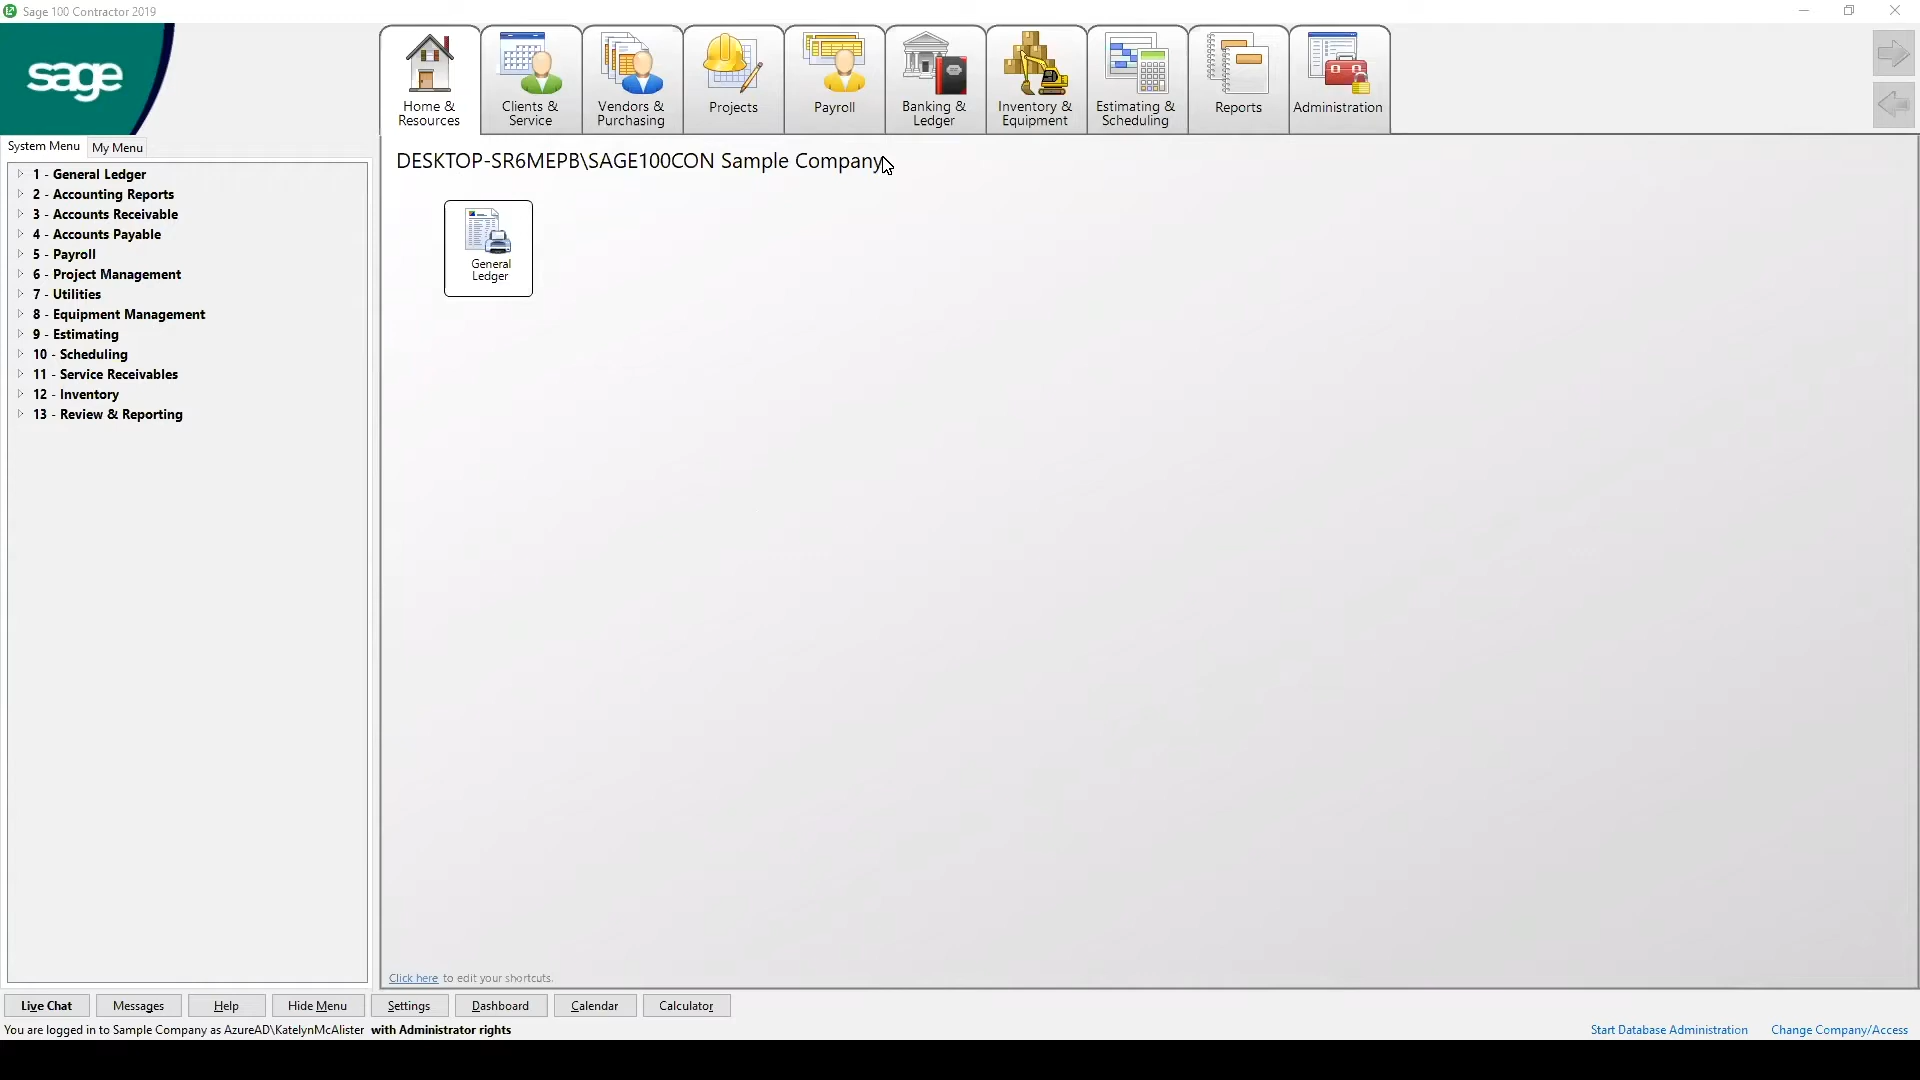 Sage 100 Contractor 2019
sage
Home & Resources
Clients & Service
Vendors & Purchasing
Projects
Payroll
Banking & Ledger
Inventory & Equipment
Estimating & Scheduling
Reports
Administration
System Menu
My Menu
1 - General Ledger
2 - Accounting Reports
3 - Accounts Receivable
4 - Accounts Payable
5 - Payroll
6 - Project Management
7 - Utilities
8 - Equipment Management
9 - Estimating
10 - Scheduling
11 - Service Receivables
12 - Inventory
13 - Review & Reporting
DESKTOP-SR6MEPB\SAGE100CON Sample Company
General
Ledger
Click here to edit your shortcuts.
Live Chat
Messages
Help
Hide Menu
Settings
Dashboard
Calendar
Calculator
You are logged in to Sample Company as AzureAD\KatelynMcAlister with Administrator rights
Start Database Administration
Change Company/Access